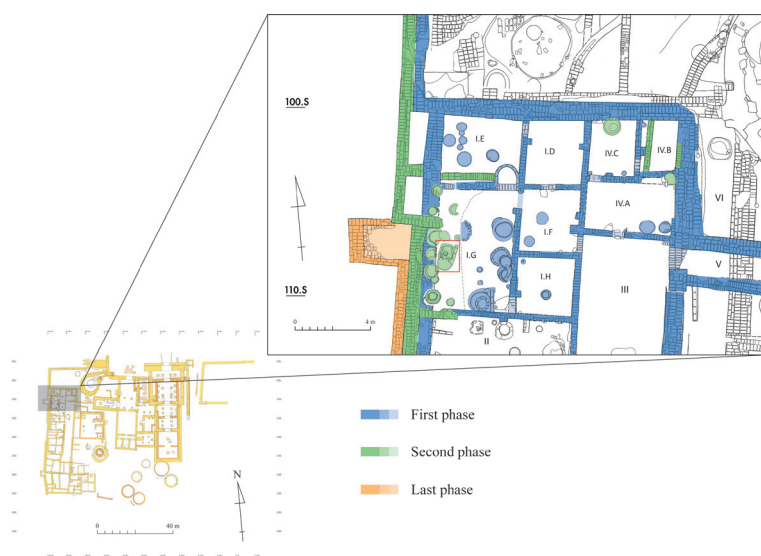 100.S
I.E
I.D
IV.C
IV.B
IV.A
VI
I.F
I.G
V
110.S
I.H
III
0
4 m
II
First phase
Second phase
N
Last phase
0
40 m